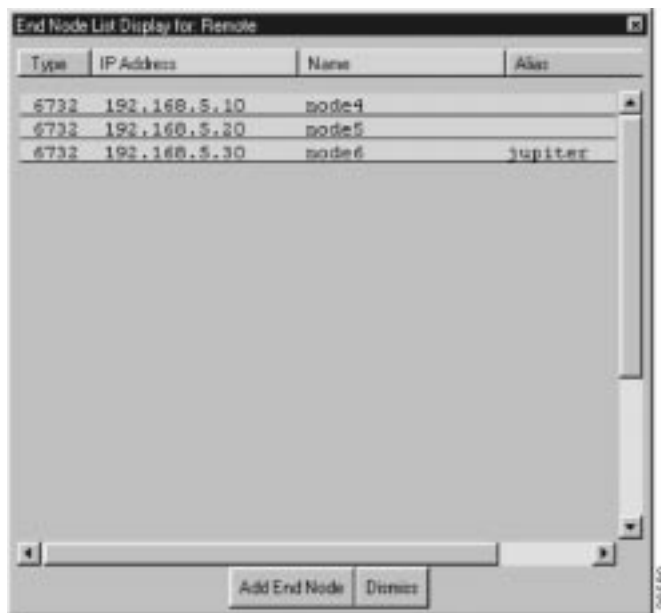 End Node List Display for: Remote
Type IP Address Name Alias
6732 192.168.5.10 node4
6732 192.168.5.20 node5
6732 192.168.5.30 node6 jupiter
Add End Node Dismiss